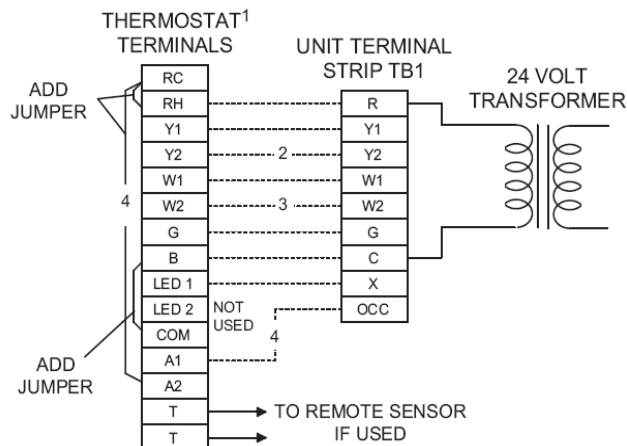 THERMOSTAT¹
TERMINALS
UNIT TERMINAL
STRIP TB1
24 VOLT
TRANSFORMER
ADD
JUMPER
RC
RH
Y1
Y2
W1
W2
G
B
LED 1
LED 2
COM
A1
A2
T
T
R
Y1
Y2
W1
W2
G
C
X
OCC
2
3
4
4
NOT
USED
ADD
JUMPER
TO REMOTE SENSOR
IF USED